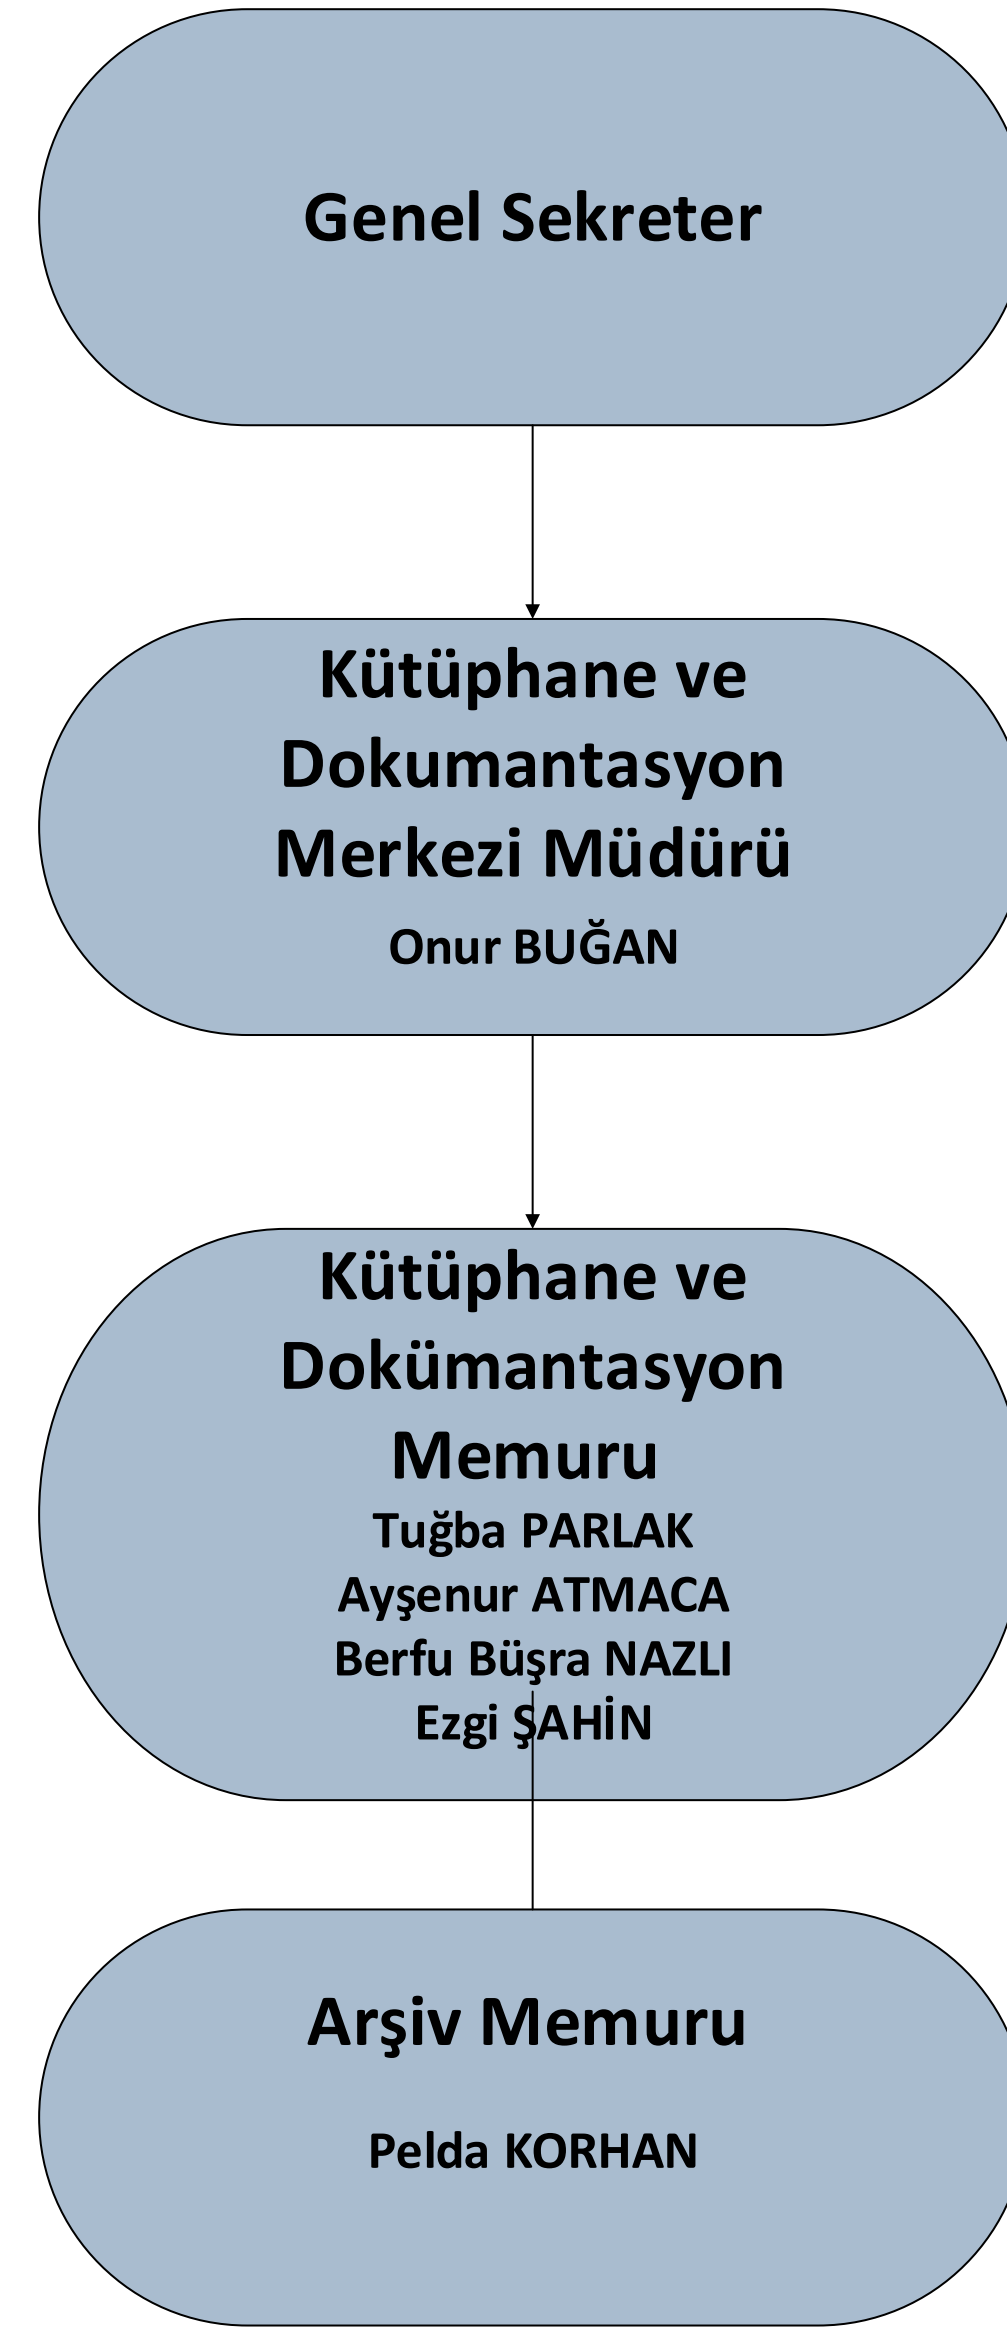 Genel Sekreter
Kütüphane ve
Dokumantasyon
Merkezi Müdürü
Onur BUĞAN
Kütüphane ve
Dokümantasyon
Memuru
Tuğba PARLAK
Ayşenur ATMACA
Berfu Büşra NAZLI
Ezgi ŞAHİN
Arşiv Memuru
Pelda KORHAN